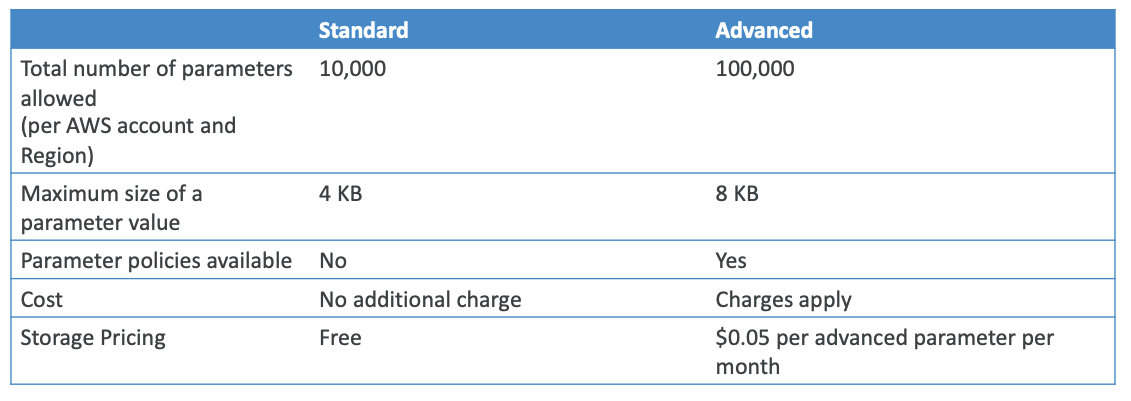 Standard Advanced
Total number of parameters 10,000 100,000
allowed
(per AWS account and
Region)
Maximum size of a 4 KB 8 KB
parameter value
Parameter policies available No Yes
Cost No additional charge Charges apply
Storage Pricing Free $0.05 per advanced parameter per
month